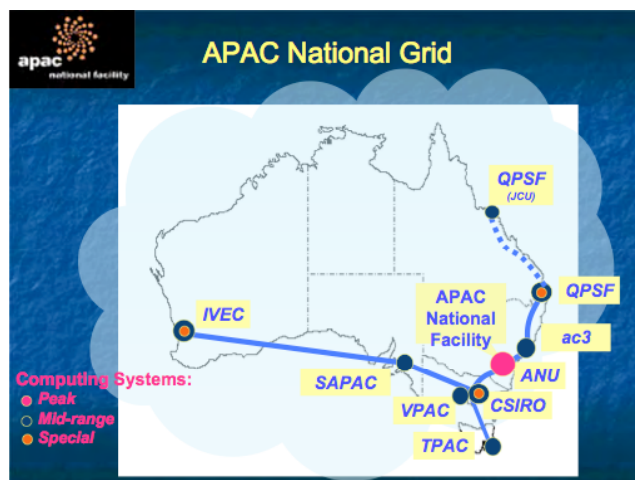 apac
national facility
APAC National Grid
QPSF
(JCU)
QPSF
IVEC
APAC
National
Facility
ac3
SAPAC
ANU
VPAC
CSIRO
TPAC
Computing Systems:
Peak
Mid-range
Special